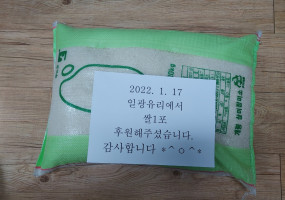 2022. 1. 17
일광유리에서
쌀1포
후원해주셨습니다.
감사합니다 *^ㅇ^*